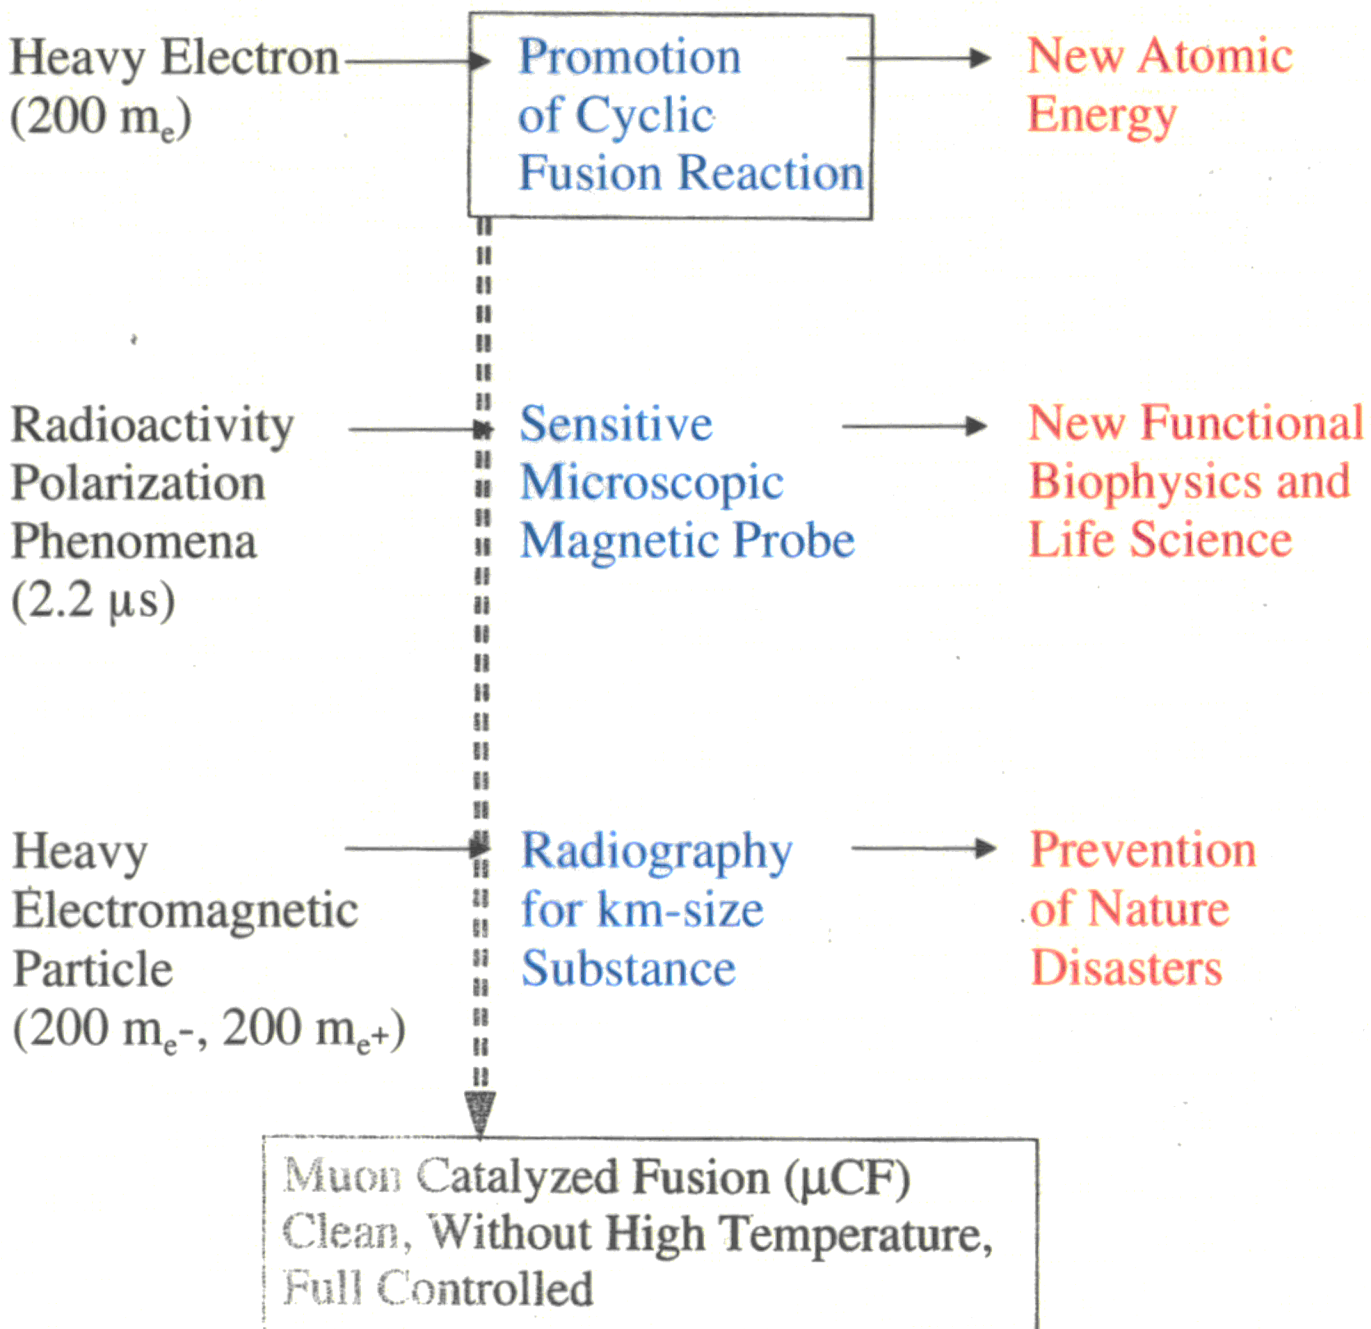 Heavy Electron
(200 mₑ)
Promotion
of Cyclic
Fusion Reaction
New Atomic
Energy
Radioactivity
Polarization
Phenomena
(2.2 μs)
Sensitive
Microscopic
Magnetic Probe
New Functional
Biophysics and
Life Science
Heavy
Electromagnetic
Particle
(200 mₑ-, 200 mₑ+)
Radiography
for km-size
Substance
Prevention
of Nature
Disasters
Muon Catalyzed Fusion (μCF)
Clean, Without High Temperature,
Full Controlled